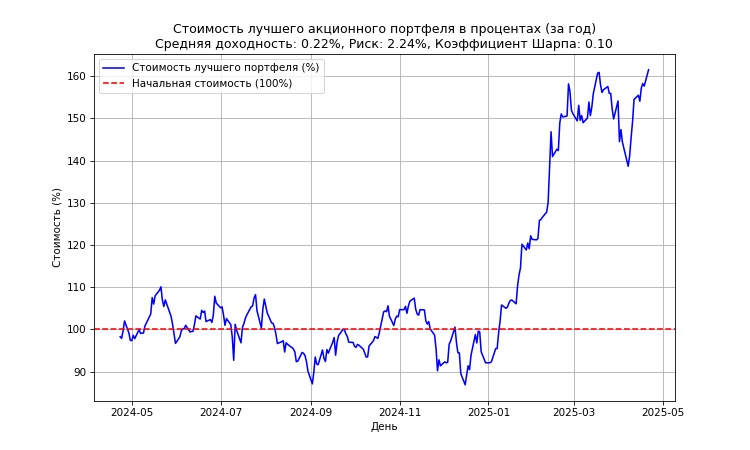 Стоимость лучшего акционного портфеля в процентах (за год)
Средняя доходность: 0.22%, Риск: 2.24%, Коэффициент Шарпа: 0.10
Стоимость лучшего портфеля (%)
Начальная стоимость (100%)
Стоимость (%)
160
150
140
130
120
110
100
90
2024-05
2024-07
2024-09
2024-11
2025-01
2025-03
2025-05
День